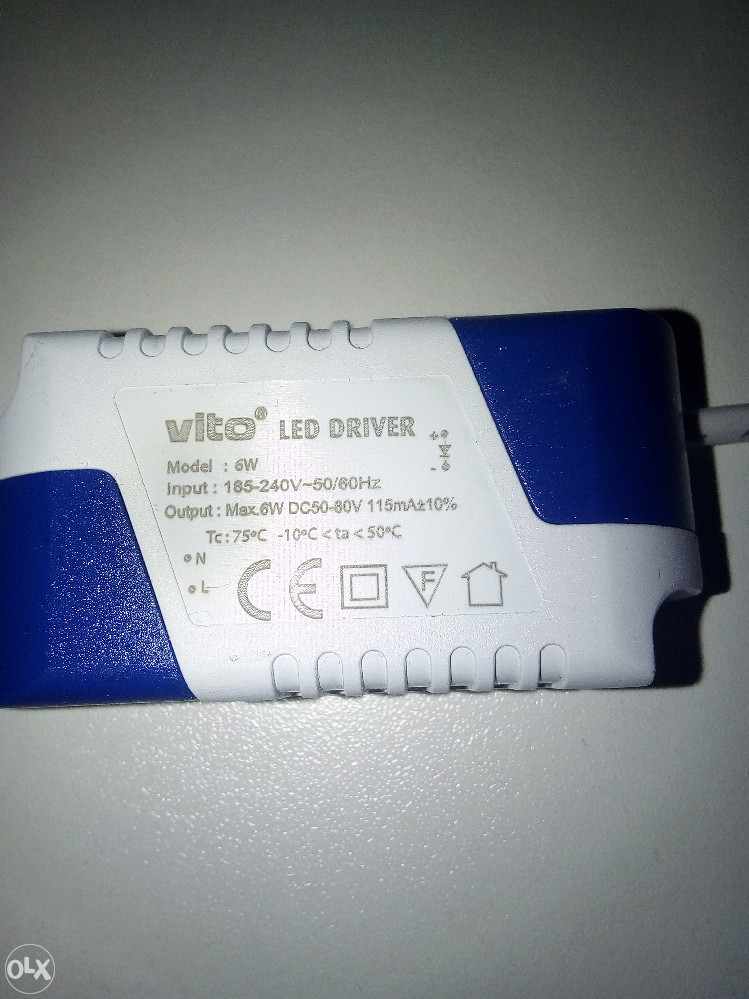 vito® LED DRIVER
Model : 6W
Input : 185-240V~50/60Hz
Output : Max.6W DC50-80V 115mA±10%
Tc:75°C -10°C < ta < 50°C
+
-
N
L
CE
F
OLX